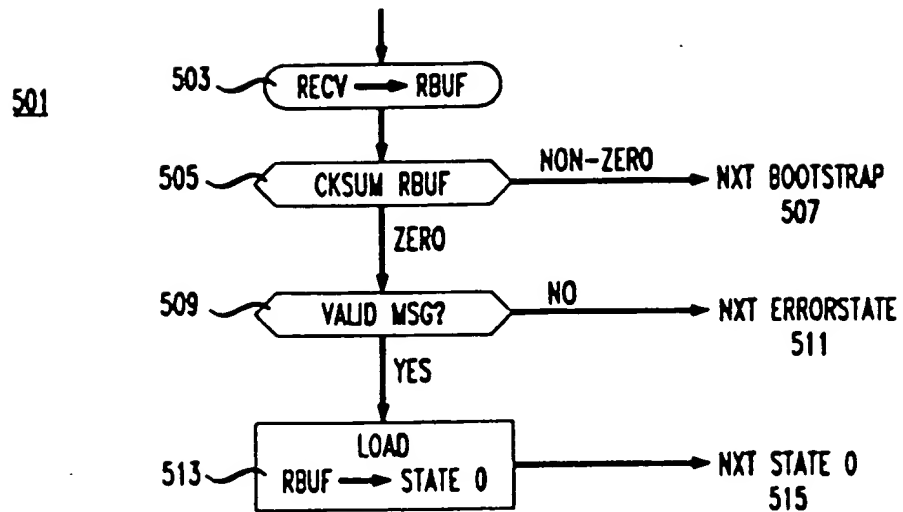 501
503 RECV → RBUF
505 CKSUM RBUF NON-ZERO NXT BOOTSTRAP
507
ZERO
509 VALID MSG? NO NXT ERRORSTATE
511
YES
LOAD
513 RBUF → STATE 0 NXT STATE 0
515